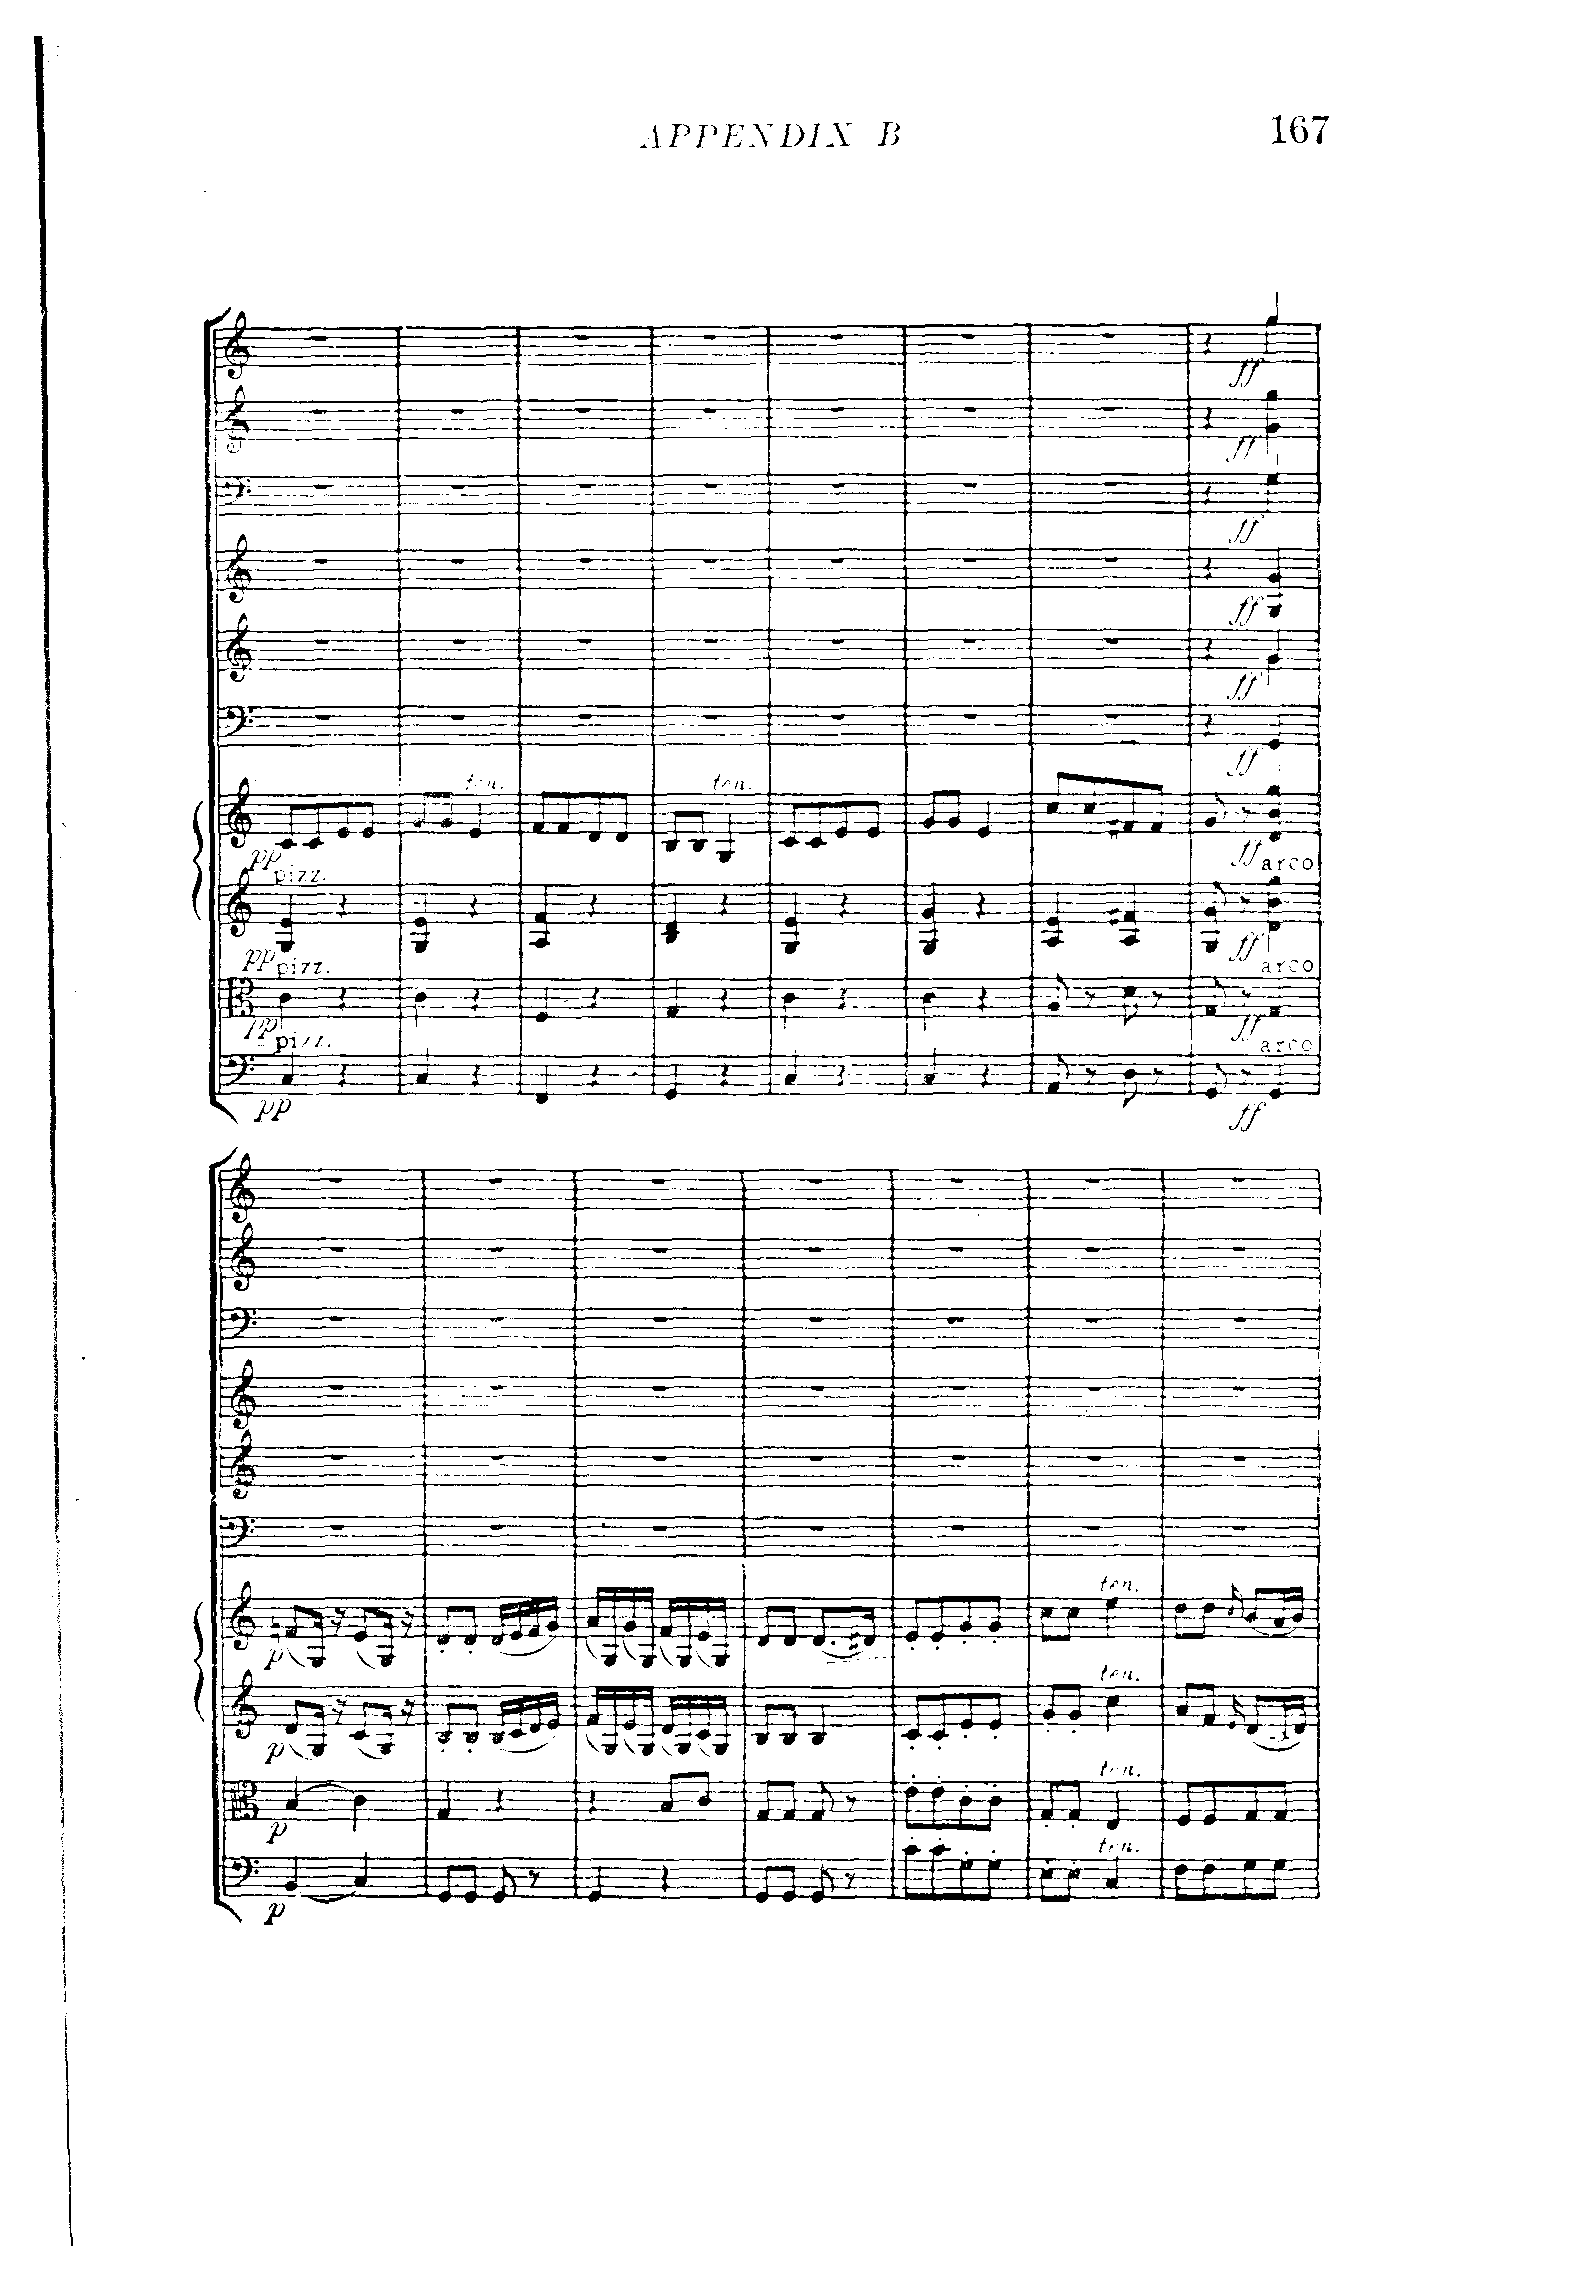 APPENDIX B 167
ff
ff
ff
ff
ff
ff
ten. ten.
pp ff
pizz. arco
pp ff
pizz. arco
pp ff
pizz. arco
pp ff
ten.
p
ten.
p
ten.
p
ten.
p